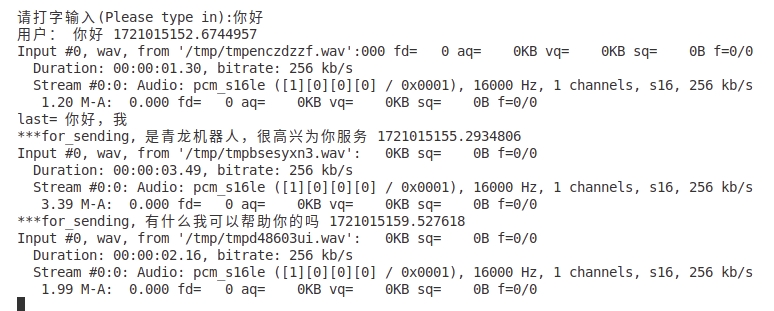 请打字输入(Please type in):你好
用户： 你好 1721015152.6744957
Input #0, wav, from '/tmp/tmpenczdzzf.wav':000 fd=   0 aq=    0KB vq=    0KB sq=    0B f=0/0
  Duration: 00:00:01.30, bitrate: 256 kb/s
  Stream #0:0: Audio: pcm_s16le ([1][0][0][0] / 0x0001), 16000 Hz, 1 channels, s16, 256 kb/s
   1.20 M-A:  0.000 fd=   0 aq=    0KB vq=    0KB sq=    0B f=0/0
last= 你好，我
***for_sending, 是青龙机器人，很高兴为你服务 1721015155.2934806
Input #0, wav, from '/tmp/tmpbsesyxn3.wav':   0KB sq=    0B f=0/0
  Duration: 00:00:03.49, bitrate: 256 kb/s
  Stream #0:0: Audio: pcm_s16le ([1][0][0][0] / 0x0001), 16000 Hz, 1 channels, s16, 256 kb/s
   3.39 M-A:  0.000 fd=   0 aq=    0KB vq=    0KB sq=    0B f=0/0
***for_sending, 有什么我可以帮助你的吗 1721015159.527618
Input #0, wav, from '/tmp/tmpd48603ui.wav':   0KB sq=    0B f=0/0
  Duration: 00:00:02.16, bitrate: 256 kb/s
  Stream #0:0: Audio: pcm_s16le ([1][0][0][0] / 0x0001), 16000 Hz, 1 channels, s16, 256 kb/s
   1.99 M-A:  0.000 fd=   0 aq=    0KB vq=    0KB sq=    0B f=0/0